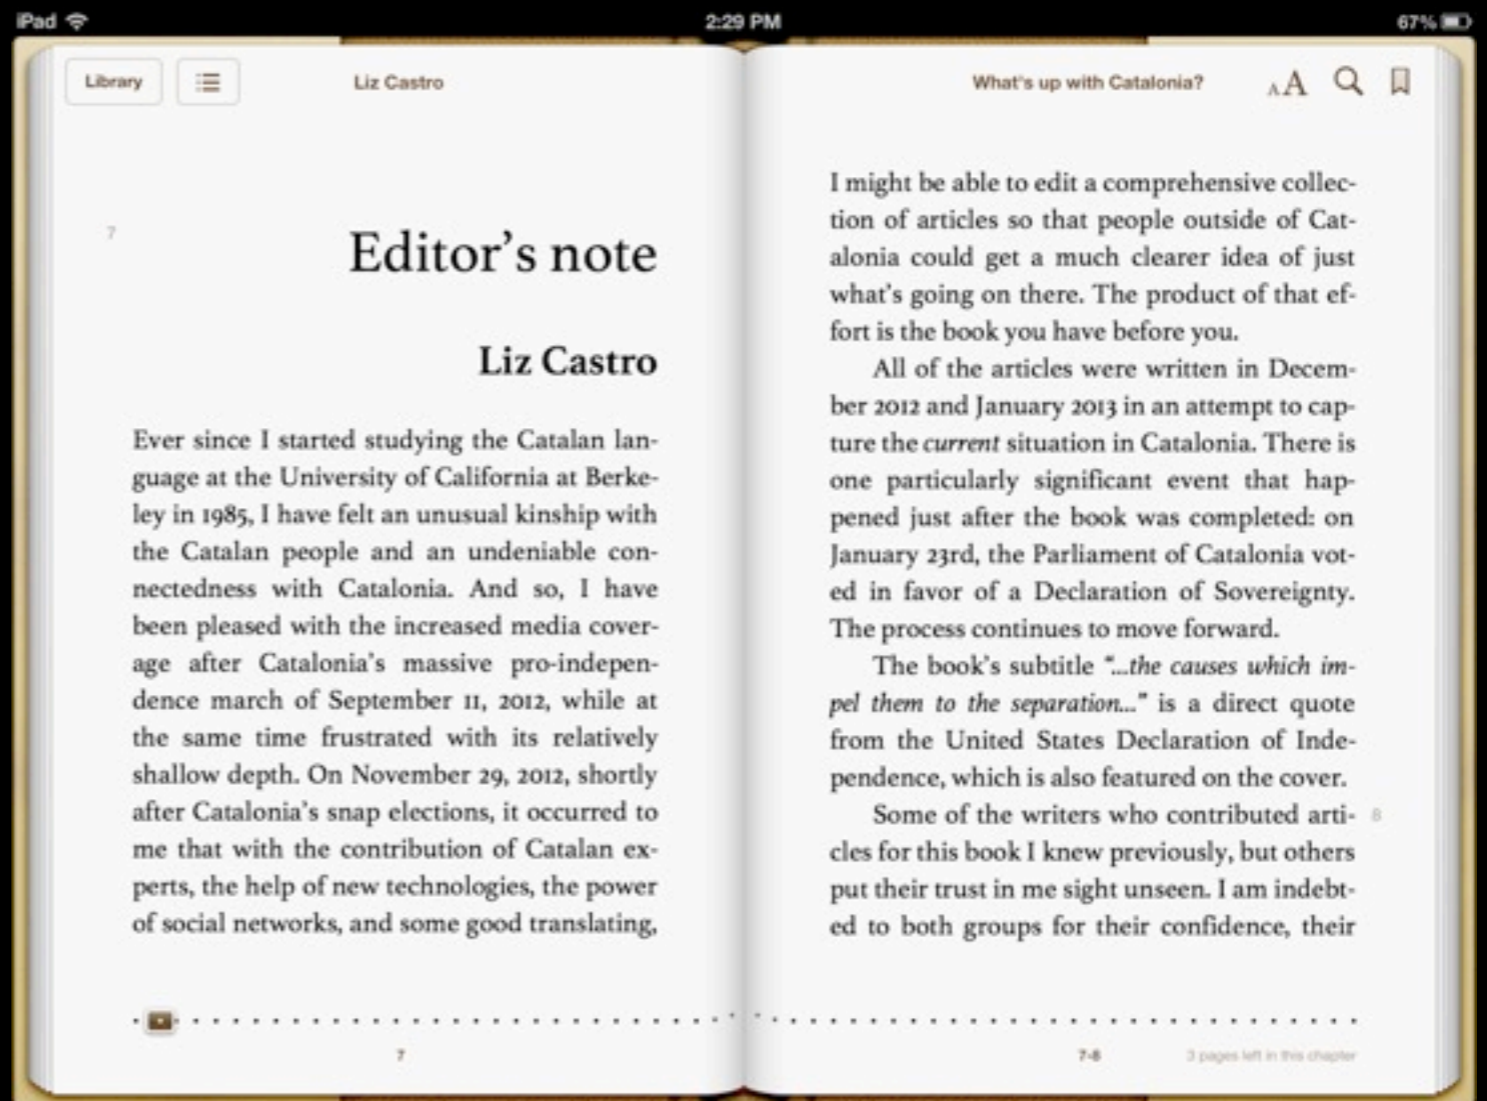 iPad
2:29 PM
67%
Library
Liz Castro
What's up with Catalonia?
AA
7
Editor's note
Liz Castro
Ever since I started studying the Catalan lan-
guage at the University of California at Berke-
ley in 1985, I have felt an unusual kinship with
the Catalan people and an undeniable con-
nectedness with Catalonia. And so, I have
been pleased with the increased media cover-
age after Catalonia's massive pro-indepen-
dence march of September 11, 2012, while at
the same time frustrated with its relatively
shallow depth. On November 29, 2012, shortly
after Catalonia's snap elections, it occurred to
me that with the contribution of Catalan ex-
perts, the help of new technologies, the power
of social networks, and some good translating,
7
I might be able to edit a comprehensive collec-
tion of articles so that people outside of Cat-
alonia could get a much clearer idea of just
what's going on there. The product of that ef-
fort is the book you have before you.
All of the articles were written in Decem-
ber 2012 and January 2013 in an attempt to cap-
ture the current situation in Catalonia. There is
one particularly significant event that hap-
pened just after the book was completed: on
January 23rd, the Parliament of Catalonia vot-
ed in favor of a Declaration of Sovereignty.
The process continues to move forward.
The book's subtitle "...the causes which im-
pel them to the separation..." is a direct quote
from the United States Declaration of Inde-
pendence, which is also featured on the cover.
Some of the writers who contributed arti-
8
cles for this book I knew previously, but others
put their trust in me sight unseen. I am indebt-
ed to both groups for their confidence, their
7-8
3 pages left in this chapter